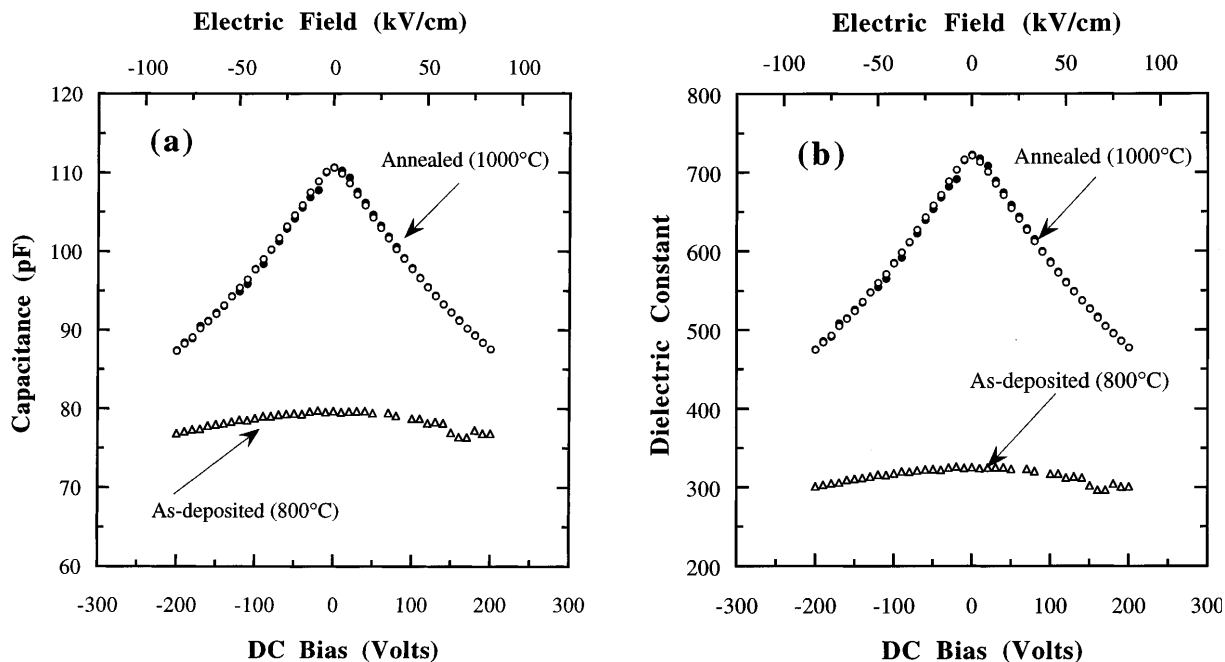 Electric Field (kV/cm)
-100 -50 0 50 100
120
110
100
90
80
70
60
Capacitance (pF)
(a)
Annealed (1000°C)
As-deposited (800°C)
-300 -200 -100 0 100 200 300
DC Bias (Volts)
Electric Field (kV/cm)
-100 -50 0 50 100
800
700
600
500
400
300
200
Dielectric Constant
(b)
Annealed (1000°C)
As-deposited (800°C)
-300 -200 -100 0 100 200 300
DC Bias (Volts)